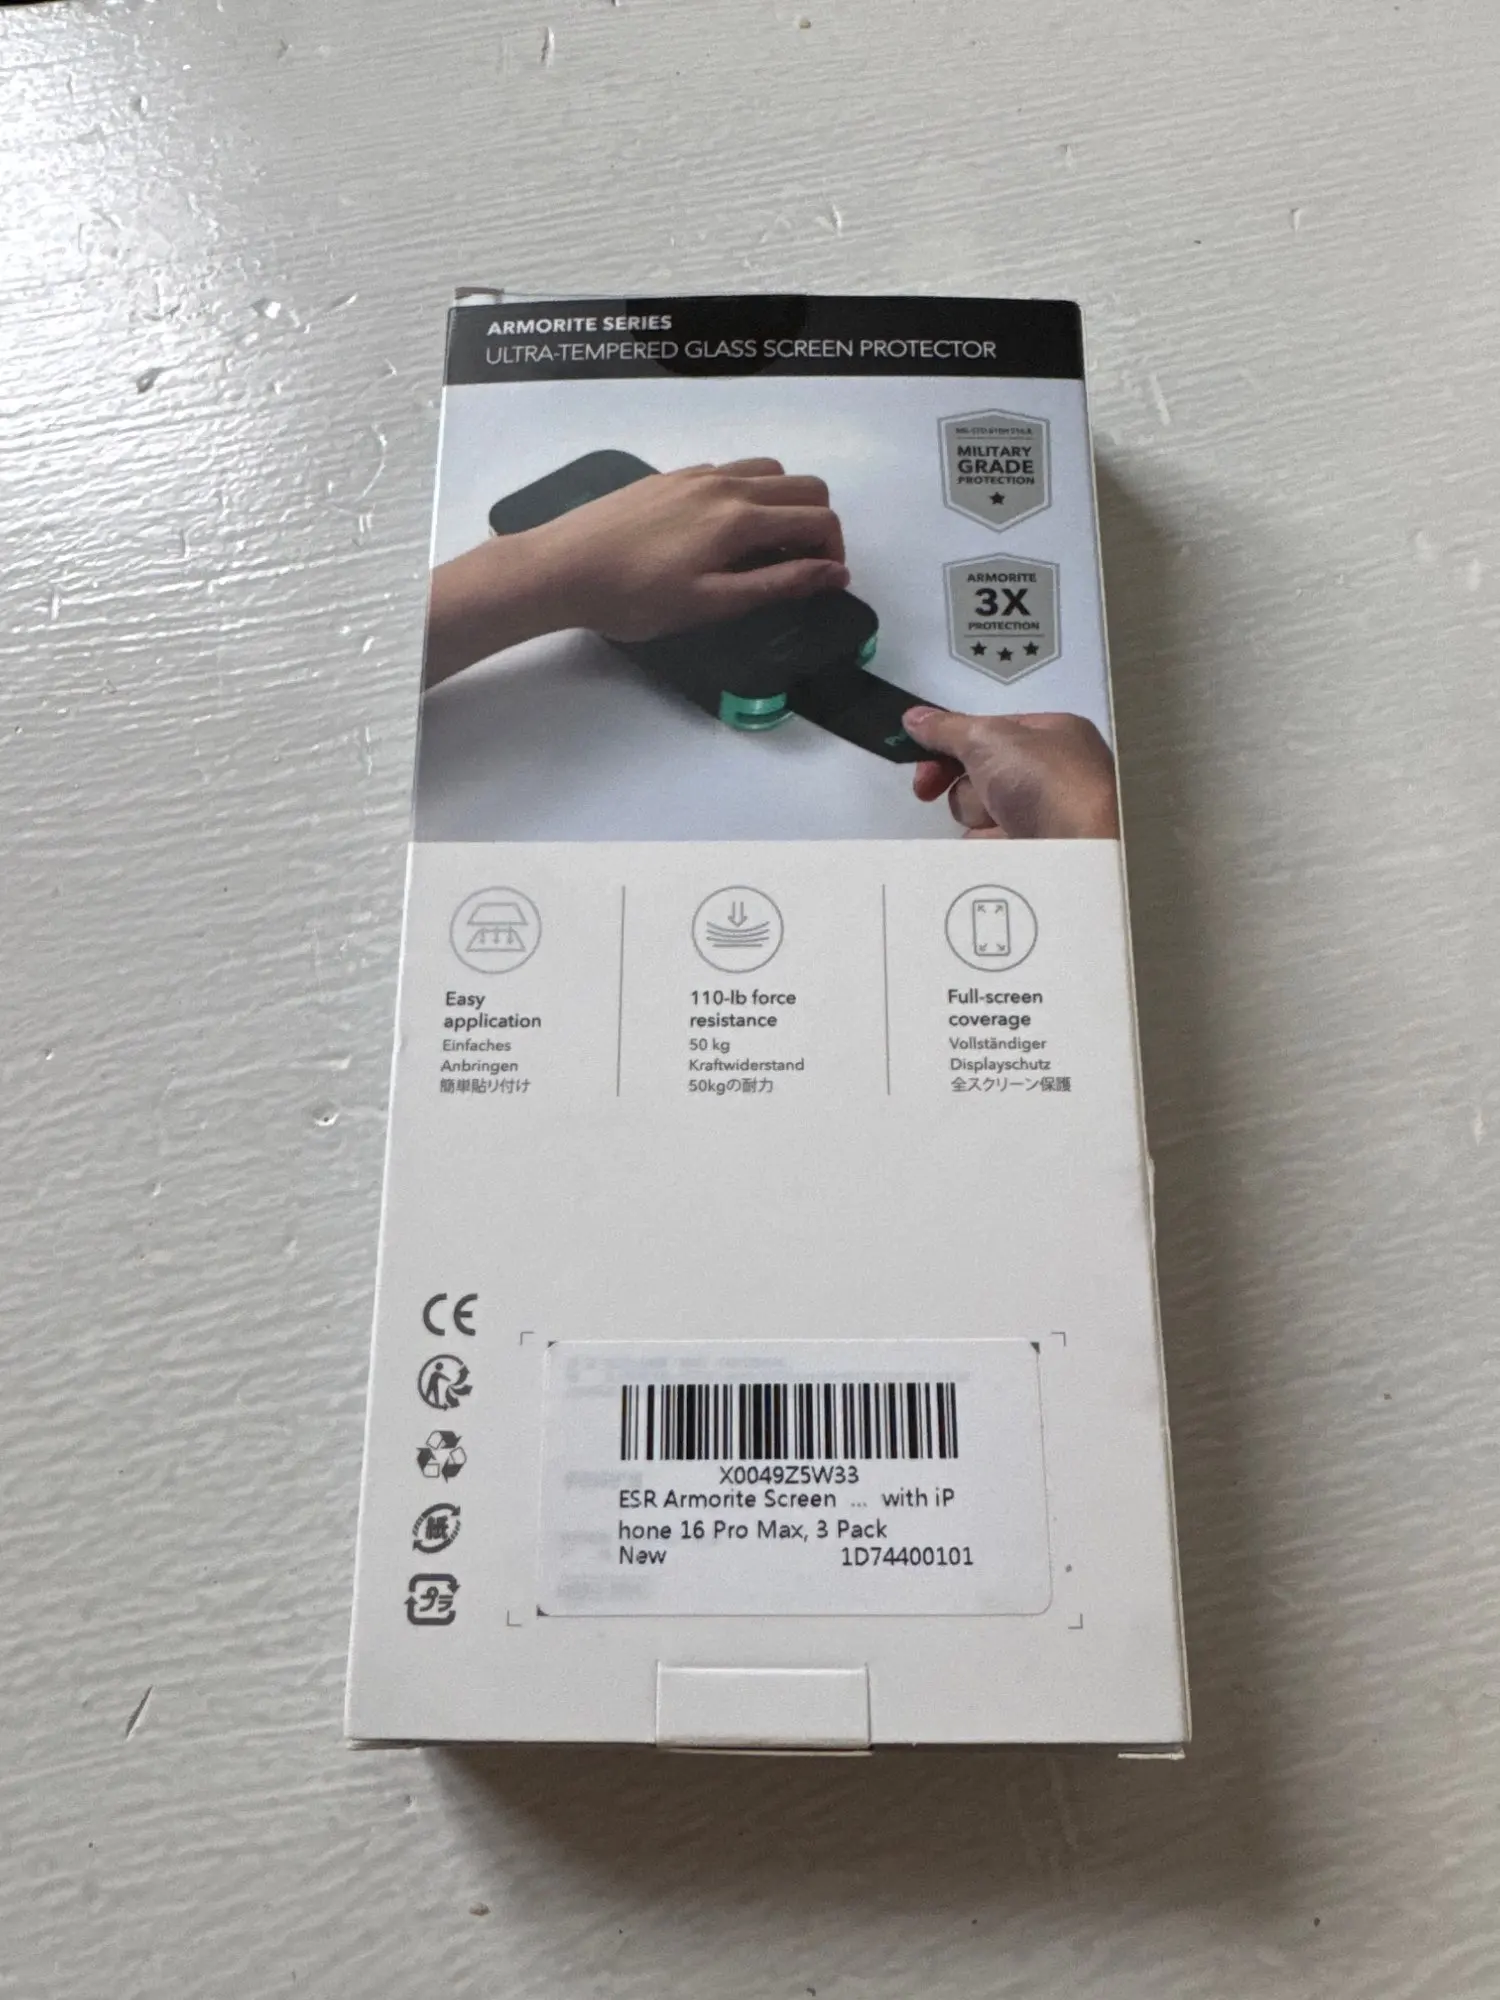 ARMORITE SERIES
ULTRA-TEMPERED GLASS SCREEN PROTECTOR
MILITARY
GRADE
PROTECTION
ARMORITE
3X
PROTECTION
Easy
application
Einfaches
Anbringen
簡単貼り付け
110-lb force
resistance
50 kg
Kraftwiderstand
50kgの耐力
Full-screen
coverage
Vollständiger
Displayschutz
全スクリーン保護
CE
紙
プラ
X0049Z5W33
ESR Armorite Screen ... with iP
hone 16 Pro Max, 3 Pack
New 1D74400101